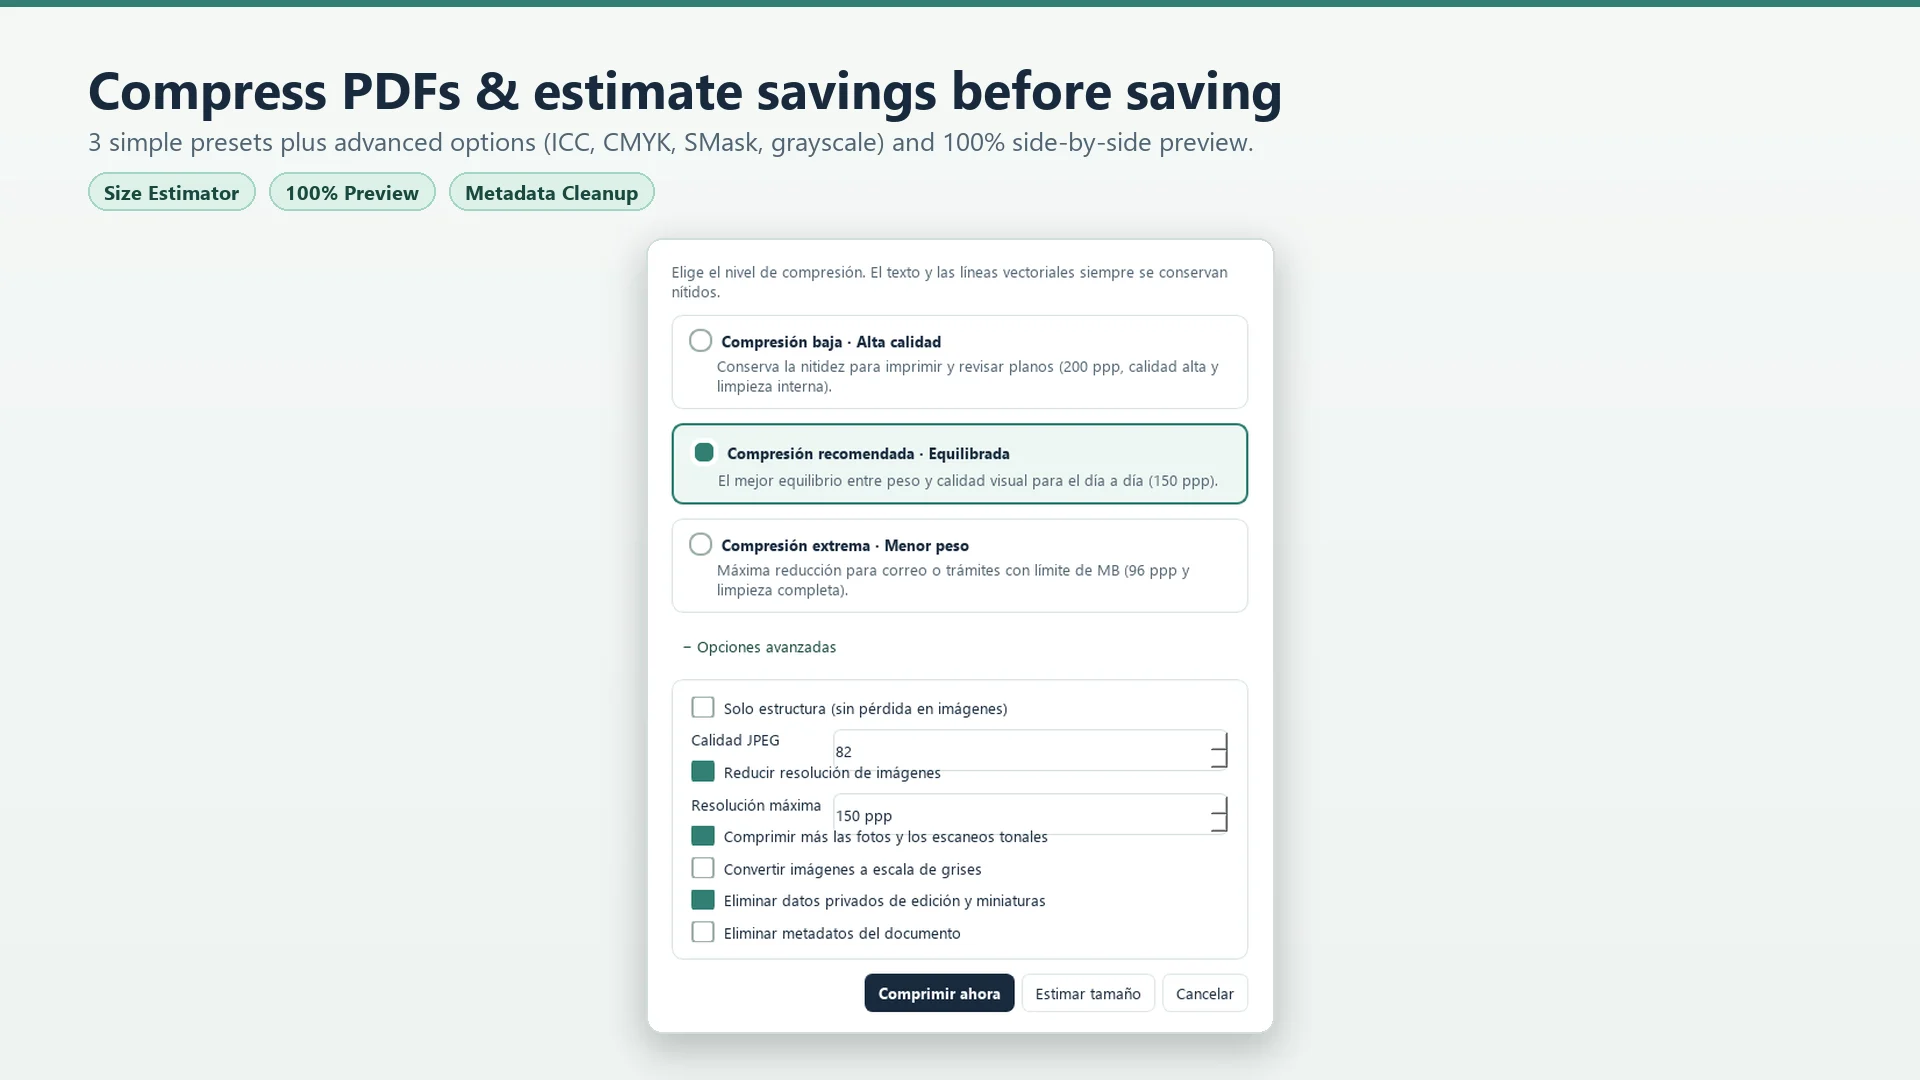 Compress PDFs & estimate savings before saving
3 simple presets plus advanced options (ICC, CMYK, SMask, grayscale) and 100% side-by-side preview.
Size Estimator
100% Preview
Metadata Cleanup
Elige el nivel de compresión. El texto y las líneas vectoriales siempre se conservan
nítidos.
Compresión baja · Alta calidad
Conserva la nitidez para imprimir y revisar planos (200 ppp, calidad alta y
limpieza interna).
Compresión recomendada · Equilibrada
El mejor equilibrio entre peso y calidad visual para el día a día (150 ppp).
Compresión extrema · Menor peso
Máxima reducción para correo o trámites con límite de MB (96 ppp y
limpieza completa).
− Opciones avanzadas
Solo estructura (sin pérdida en imágenes)
Calidad JPEG 82
Reducir resolución de imágenes
Resolución máxima 150 ppp
Comprimir más las fotos y los escaneos tonales
Convertir imágenes a escala de grises
Eliminar datos privados de edición y miniaturas
Eliminar metadatos del documento
Comprimir ahora
Estimar tamaño
Cancelar